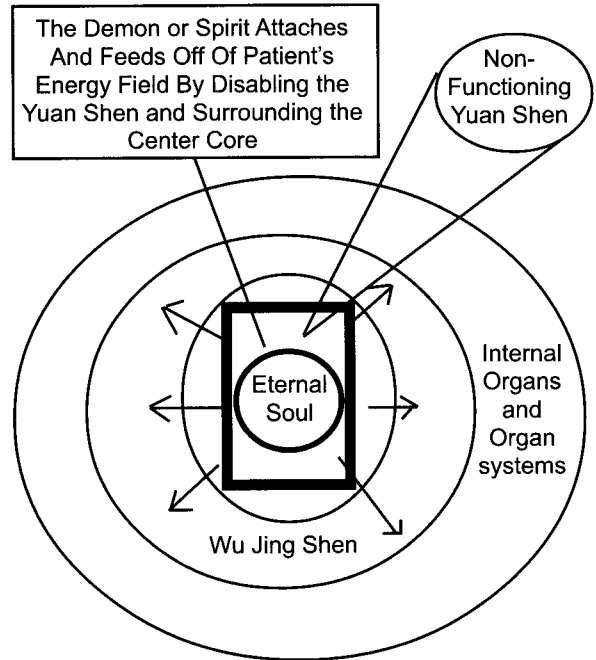 The Demon or Spirit Attaches
And Feeds Off Of Patient's
Energy Field By Disabling the
Yuan Shen and Surrounding the
Center Core
Non-
Functioning
Yuan Shen
Eternal
Soul
Internal
Organs
and
Organ
systems
Wu Jing Shen